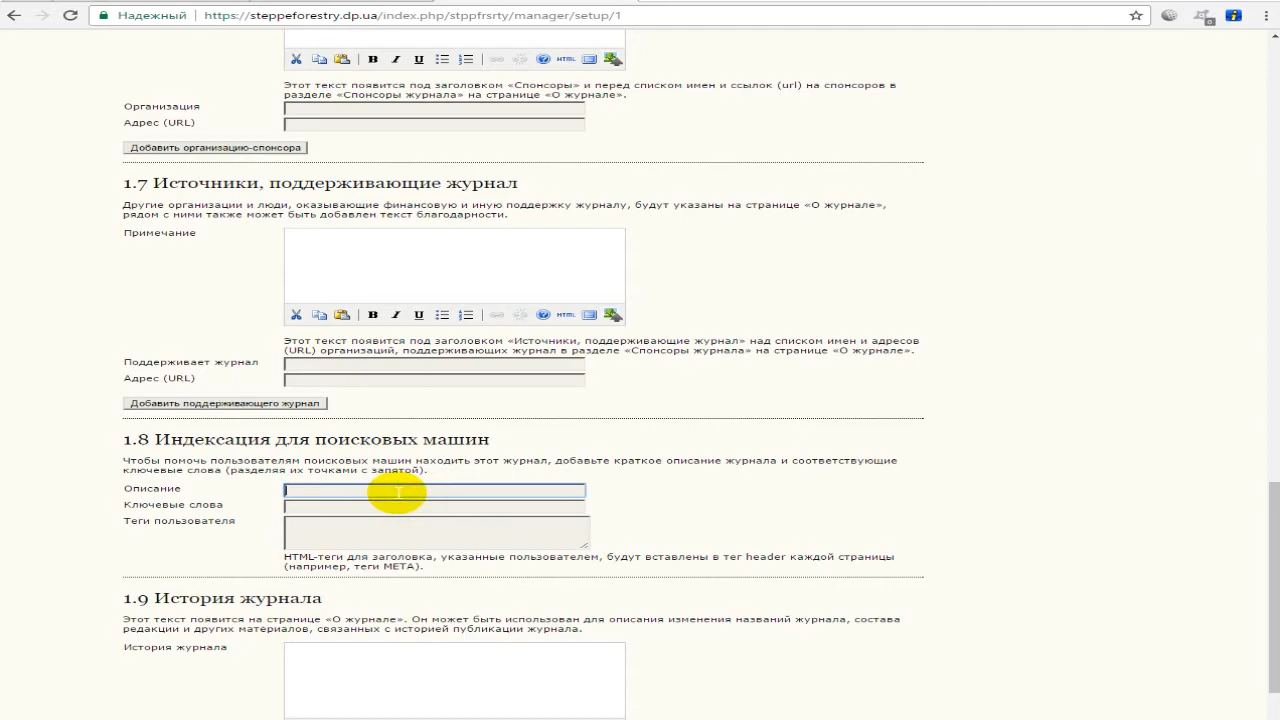 Надежный https://steppeforestry.dp.ua/index.php/stppfrsrty/manager/setup/1
B I U HTML
Этот текст появится под заголовком «Спонсоры» и перед списком имен и ссылок (url) на спонсоров в
разделе «Спонсоры журнала» на странице «О журнале».
Организация
Адрес (URL)
Добавить организацию-спонсора
1.7 Источники, поддерживающие журнал
Другие организации и люди, оказывающие финансовую и иную поддержку журналу, будут указаны на странице «О журнале»,
рядом с ними также может быть добавлен текст благодарности.
Примечание
B I U HTML
Этот текст появится под заголовком «Источники, поддерживающие журнал» над списком имен и адресов
(URL) организаций, поддерживающих журнал в разделе «Спонсоры журнала» на странице «О журнале».
Поддерживает журнал
Адрес (URL)
Добавить поддерживающего журнал
1.8 Индексация для поисковых машин
Чтобы помочь пользователям поисковых машин находить этот журнал, добавьте краткое описание журнала и соответствующие
ключевые слова (разделяя их точками с запятой).
Описание
Ключевые слова
Теги пользователя
HTML-теги для заголовка, указанные пользователем, будут вставлены в тег header каждой страницы
(например, теги META).
1.9 История журнала
Этот текст появится на странице «О журнале». Он может быть использован для описания изменения названий журнала, состава
редакции и других материалов, связанных с историей публикации журнала.
История журнала